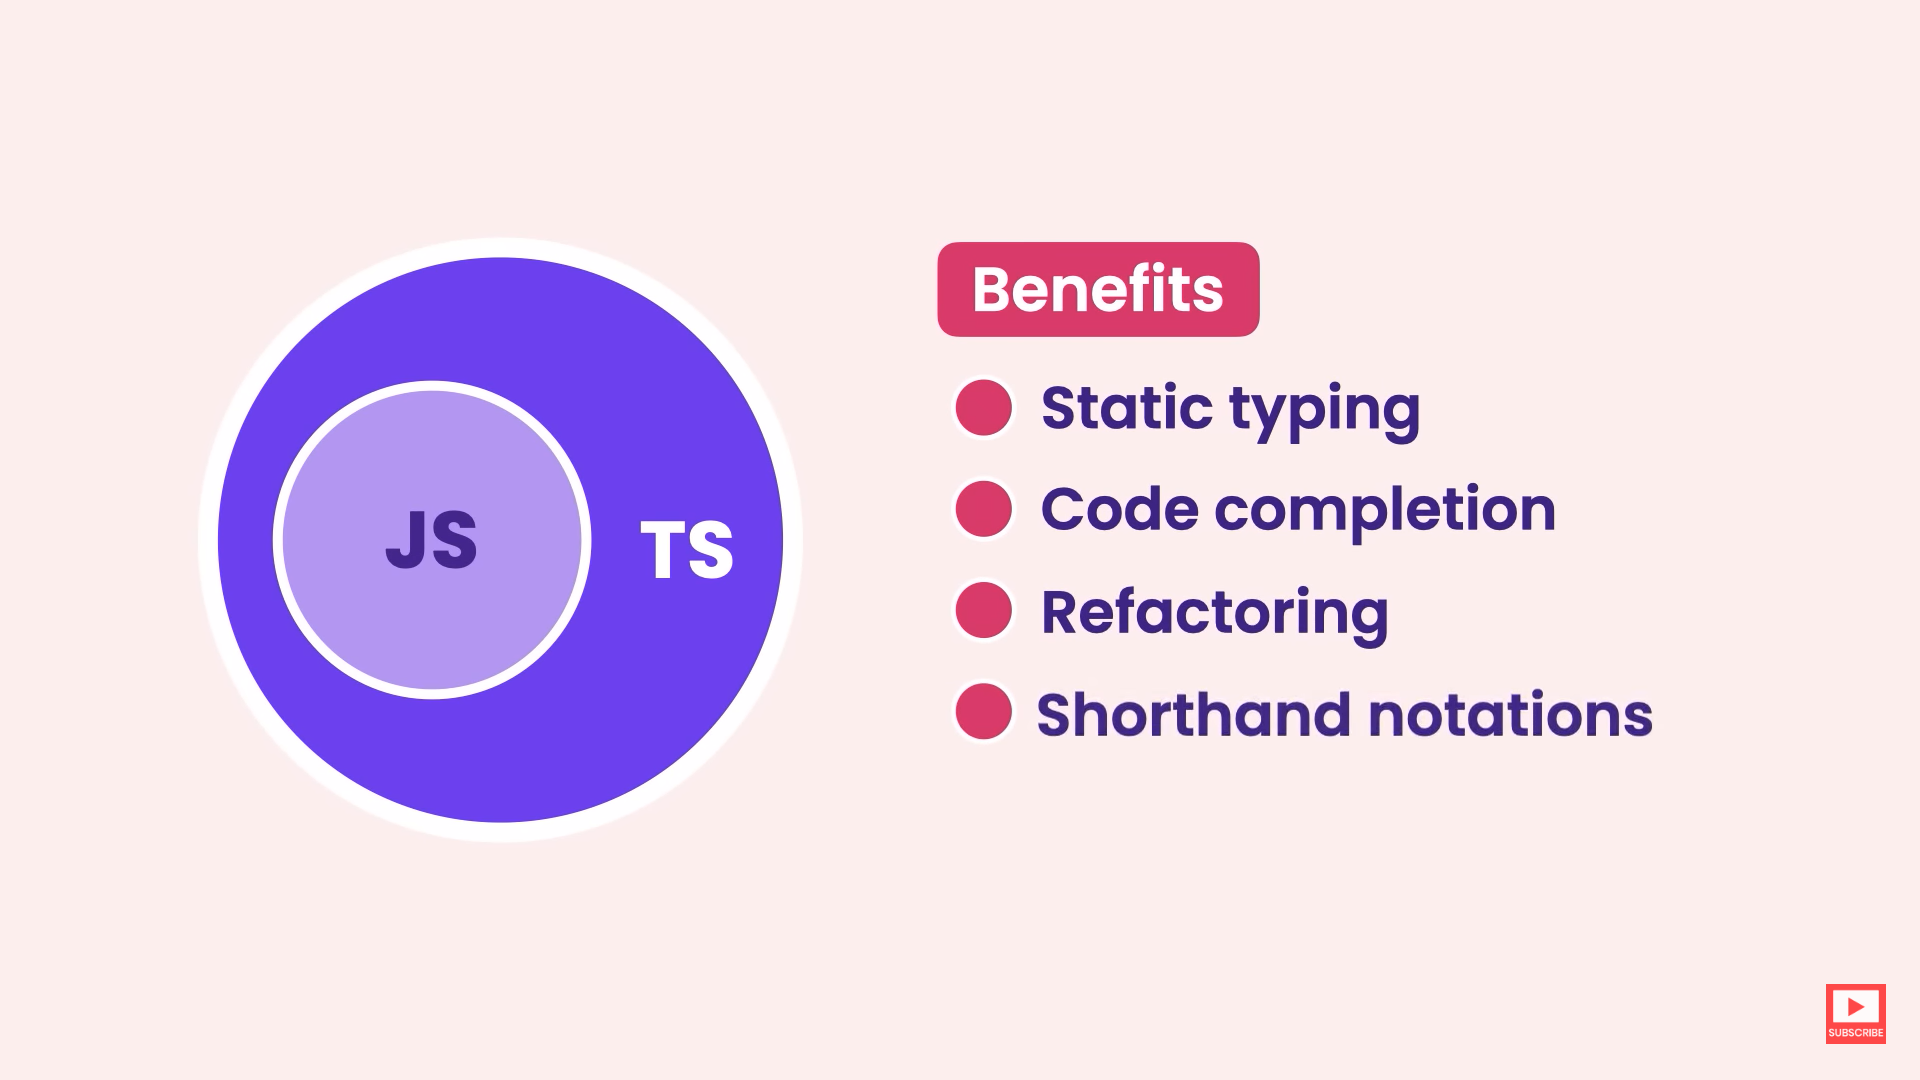 JS
TS
Benefits
Static typing
Code completion
Refactoring
Shorthand notations
SUBSCRIBE